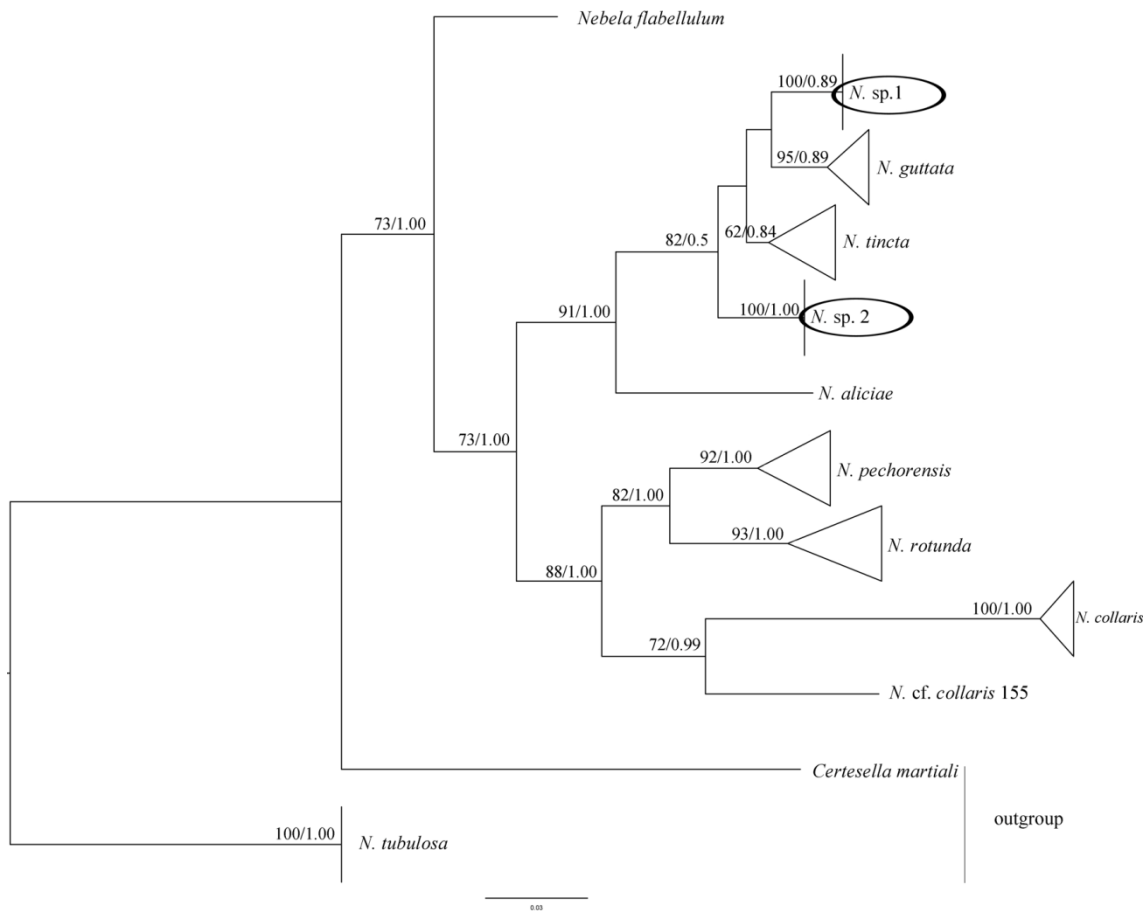 Nebela flabellulum
100/0.89
N. sp.1
95/0.89
N. guttata
73/1.00
62/0.84
N. tincta
82/0.5
91/1.00
100/1.00
N. sp. 2
N. aliciae
73/1.00
92/1.00
N. pechorensis
82/1.00
93/1.00
N. rotunda
88/1.00
100/1.00
N. collaris
72/0.99
N. cf. collaris 155
Certesella martiali
outgroup
100/1.00
N. tubulosa
0.03